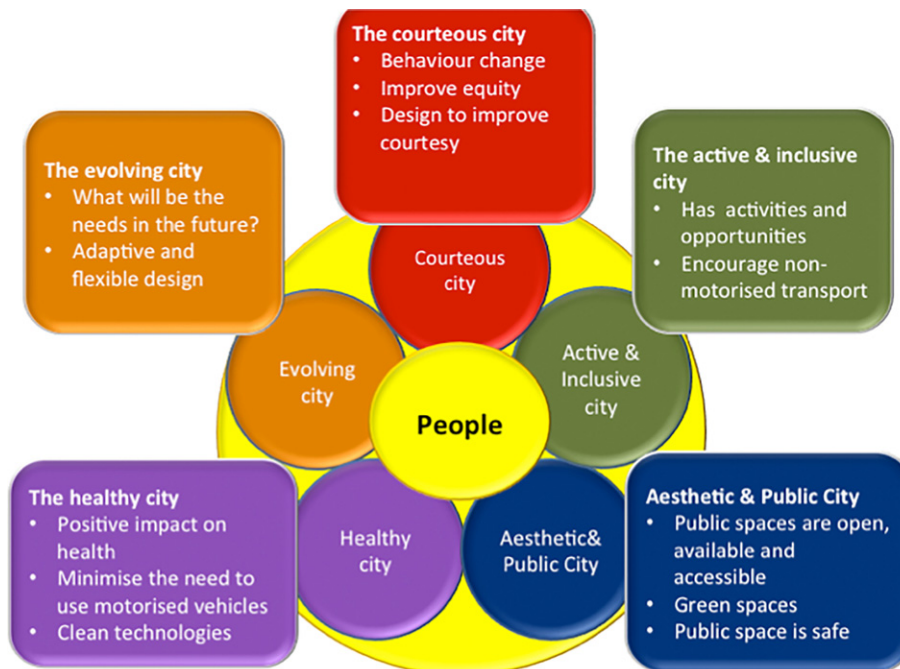 The courteous city
• Behaviour change
• Improve equity
• Design to improve
courtesy
The evolving city
• What will be the
needs in the future?
• Adaptive and
flexible design
The active & inclusive
city
• Has activities and
opportunities
• Encourage non-
motorised transport
Courteous
city
Evolving
city
Active &
Inclusive
city
People
The healthy city
• Positive impact on
health
• Minimise the need to
use motorised vehicles
• Clean technologies
Healthy
city
Aesthetic&
Public City
Aesthetic & Public City
• Public spaces are open,
available and
accessible
• Green spaces
• Public space is safe